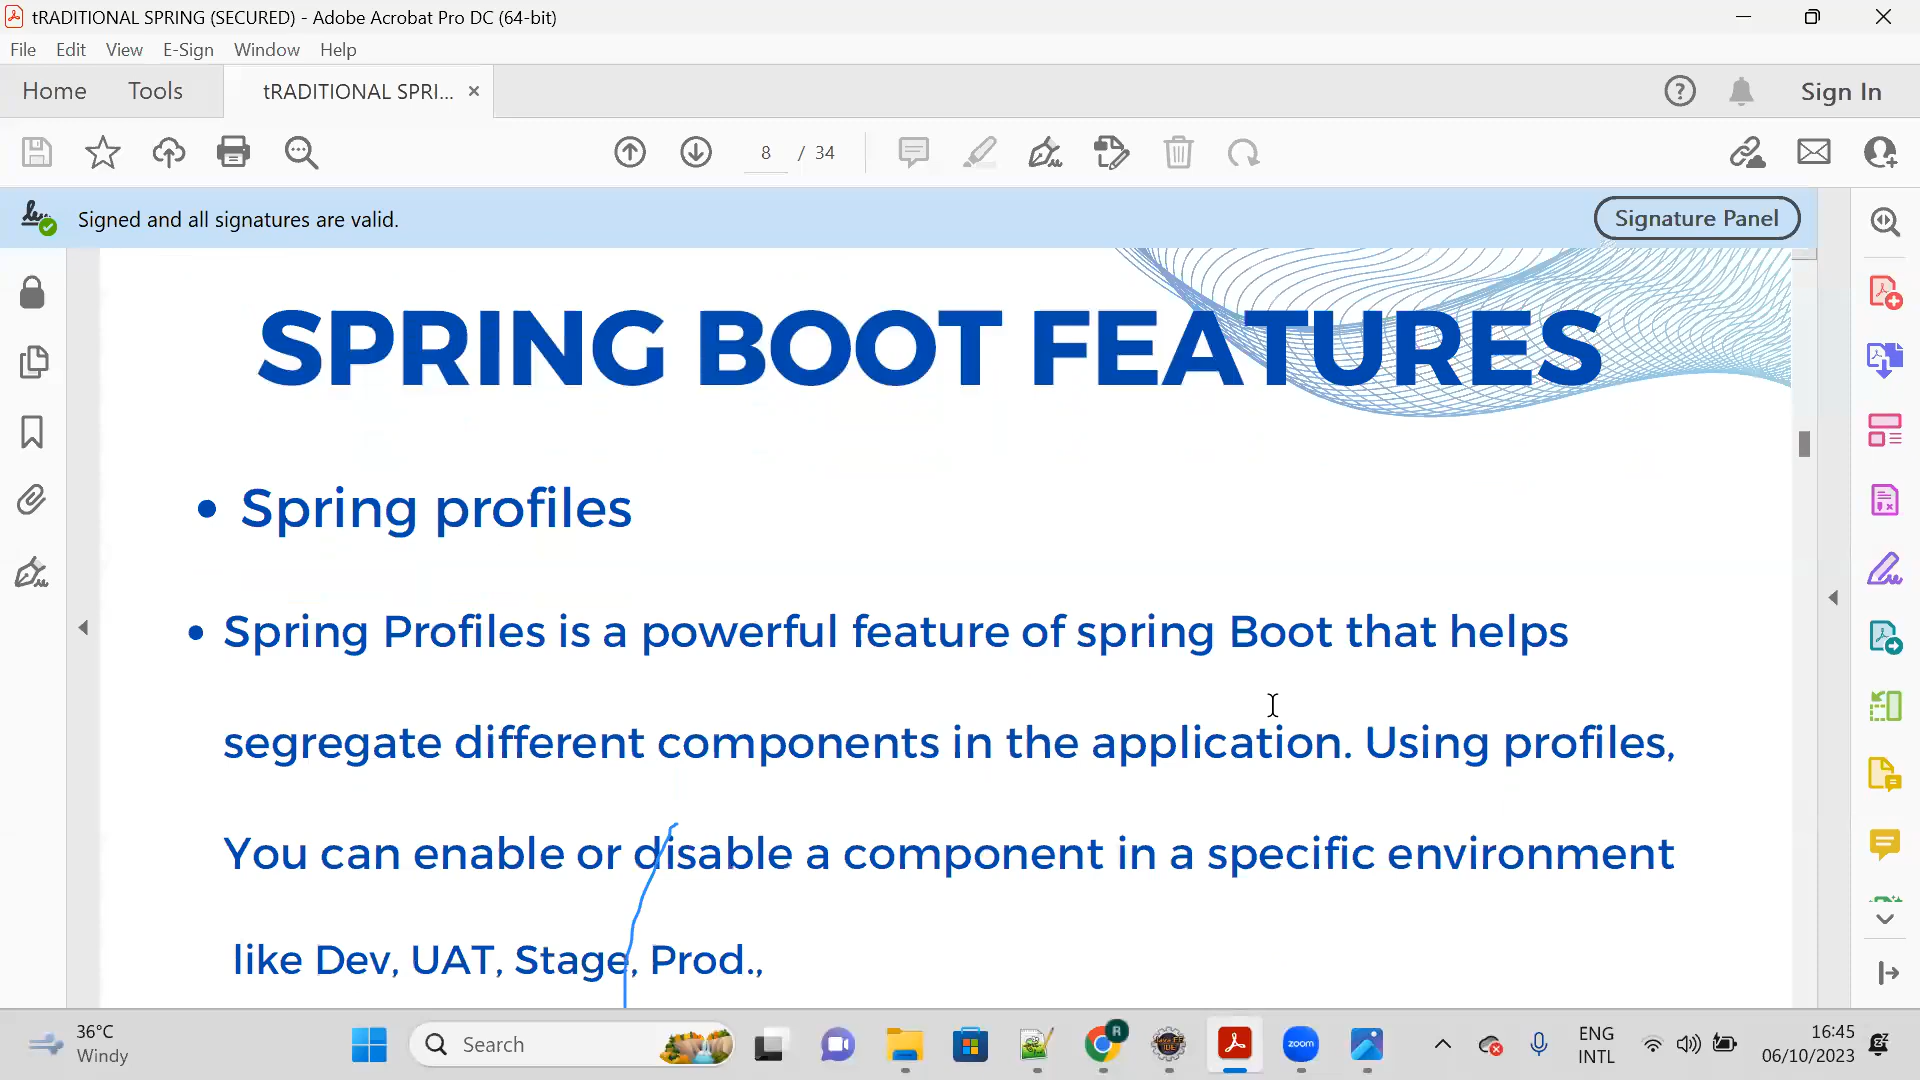 tRADITIONAL SPRING (SECURED) - Adobe Acrobat Pro DC (64-bit)
File Edit View E-Sign Window Help
Home Tools tRADITIONAL SPRI... × Sign In
8 / 34
Signed and all signatures are valid. Signature Panel
SPRING BOOT FEATURES
• Spring profiles
• Spring Profiles is a powerful feature of spring Boot that helps
segregate different components in the application. Using profiles,
You can enable or disable a component in a specific environment
like Dev, UAT, Stage, Prod.,
36°C
Windy
Search
R
zoom
ENG
INTL
16:45
06/10/2023